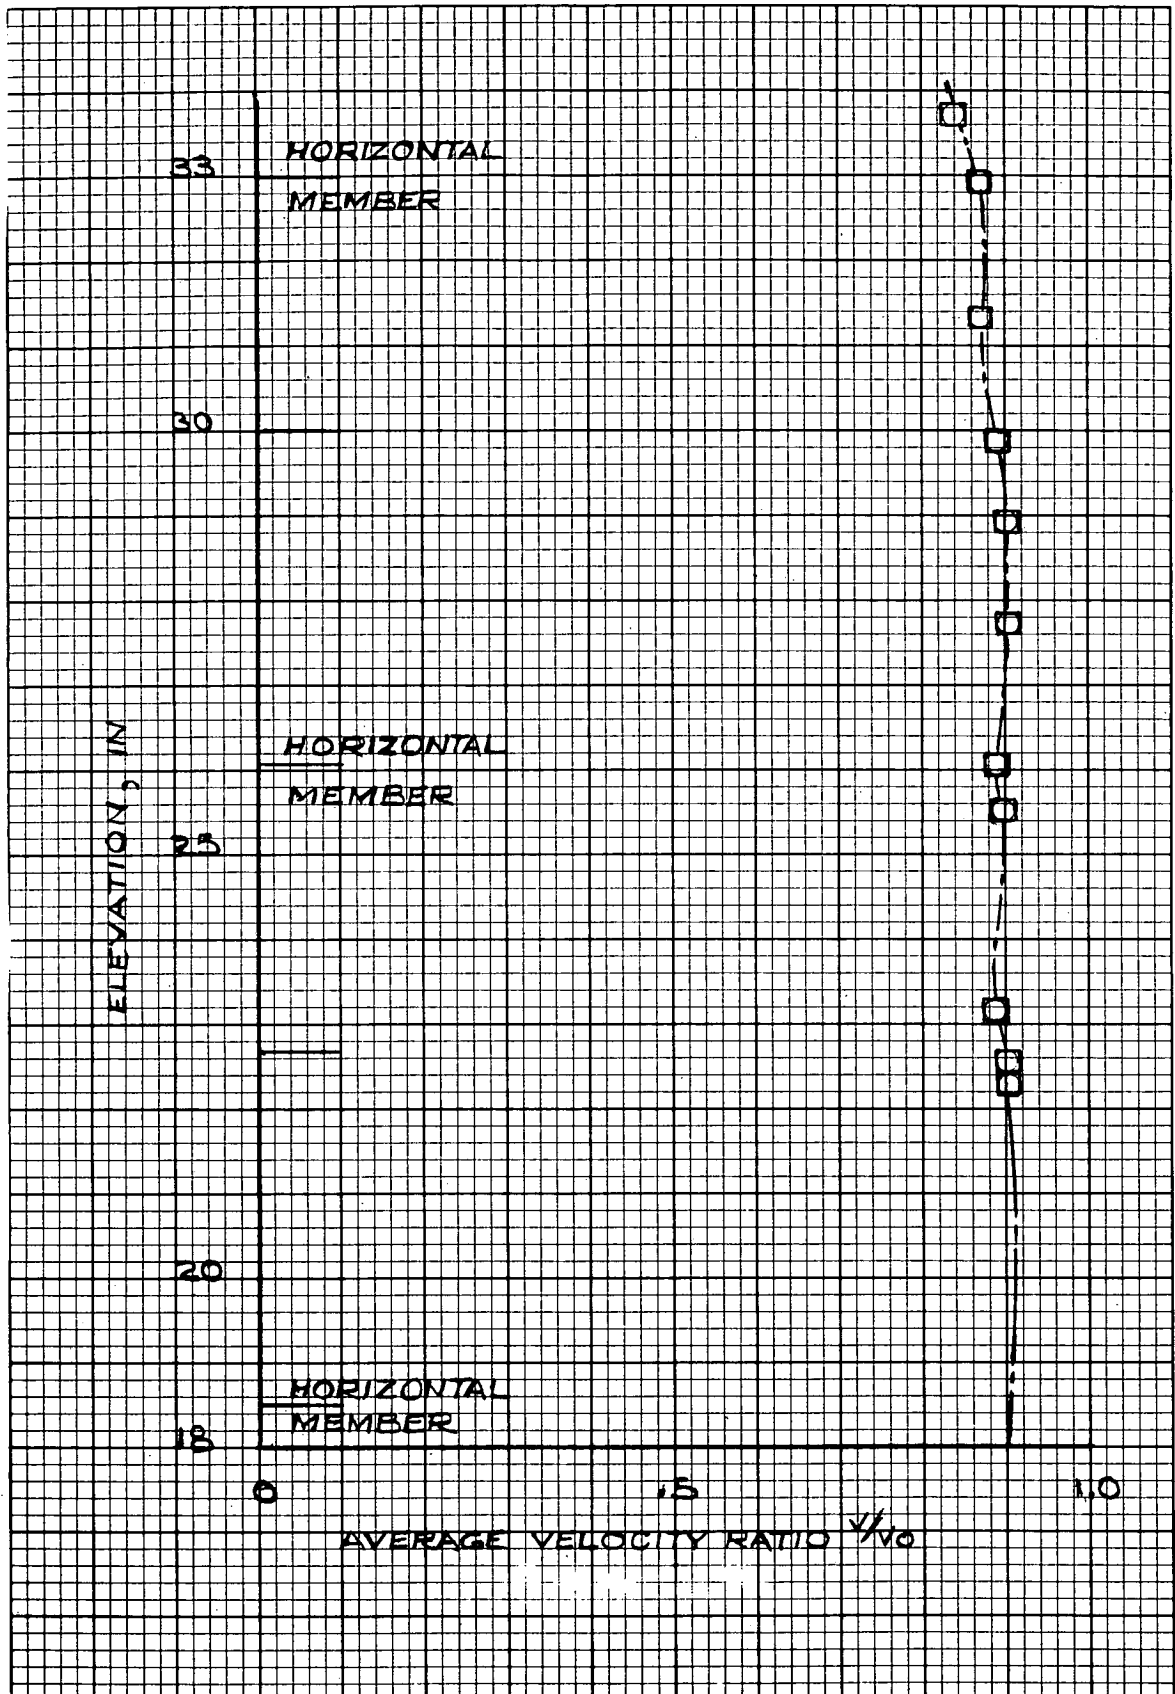 33
HORIZONTAL
MEMBER
30
ELEVATION, IN
HORIZONTAL
MEMBER
25
20
HORIZONTAL
MEMBER
18
0 .5 1.0
AVERAGE VELOCITY RATIO V/VO